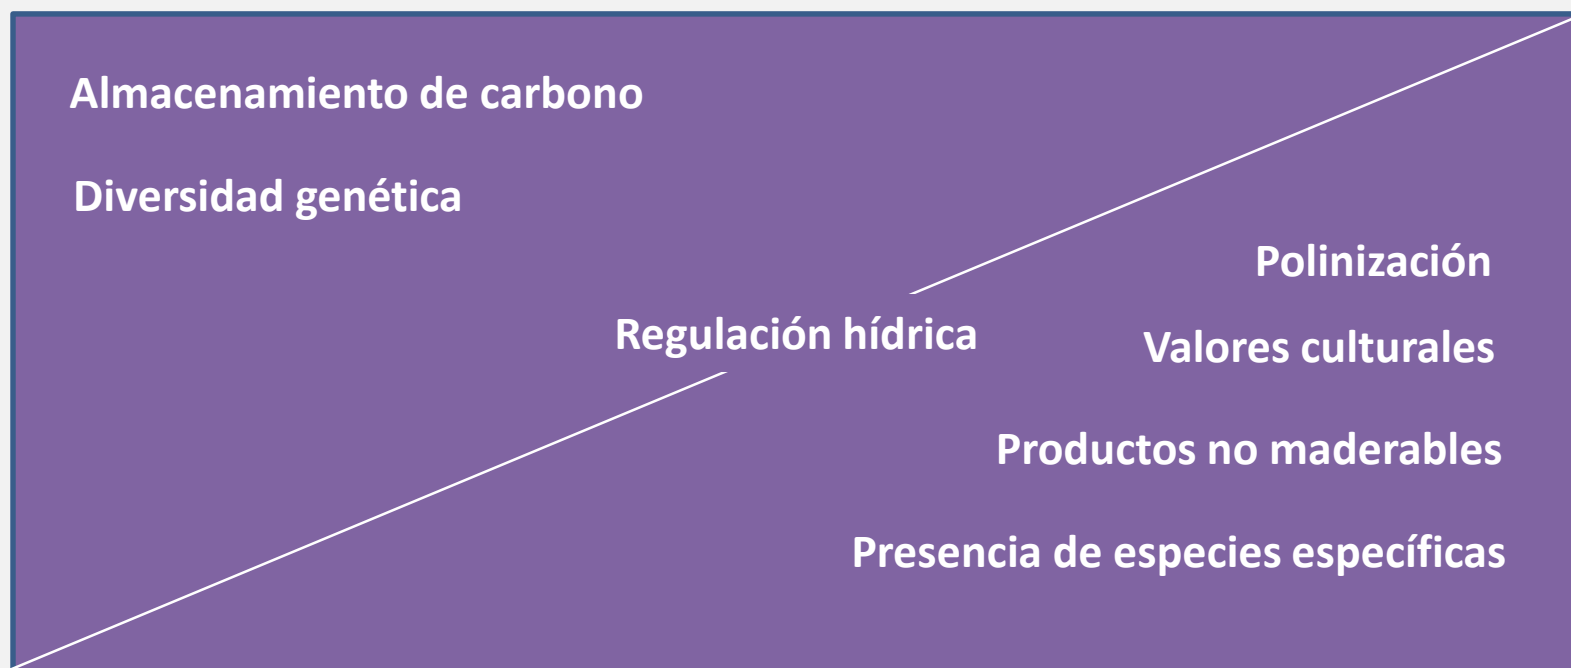 Almacenamiento de carbono
Diversidad genética
Polinización
Regulación hídrica
Valores culturales
Productos no maderables
Presencia de especies específicas